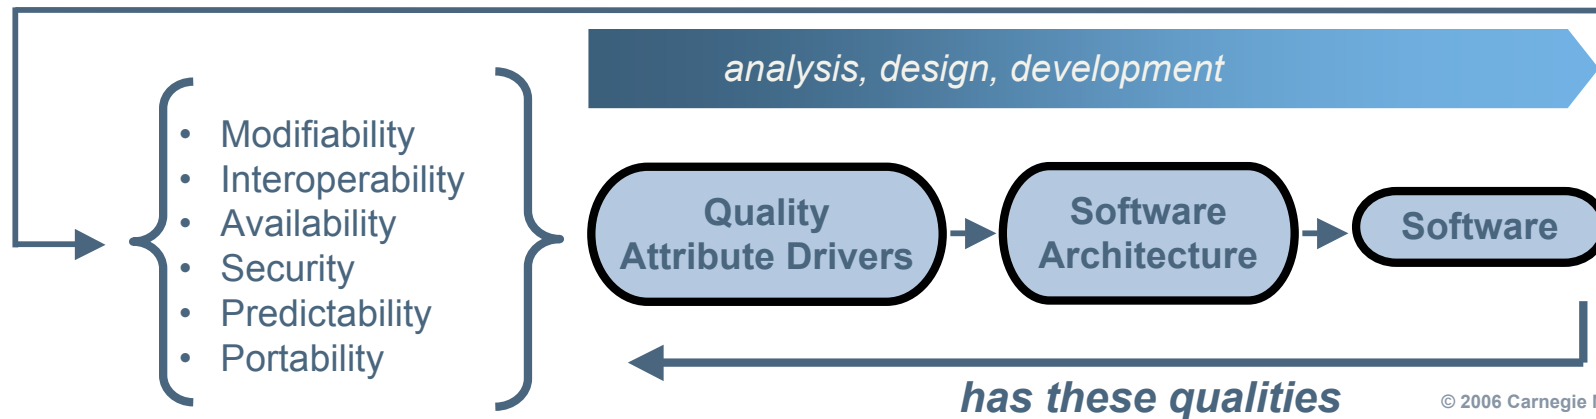 analysis, design, development
• Modifiability
• Interoperability
• Availability
• Security
• Predictability
• Portability
Quality
Attribute Drivers
Software
Architecture
Software
has these qualities
© 2006 Carnegie